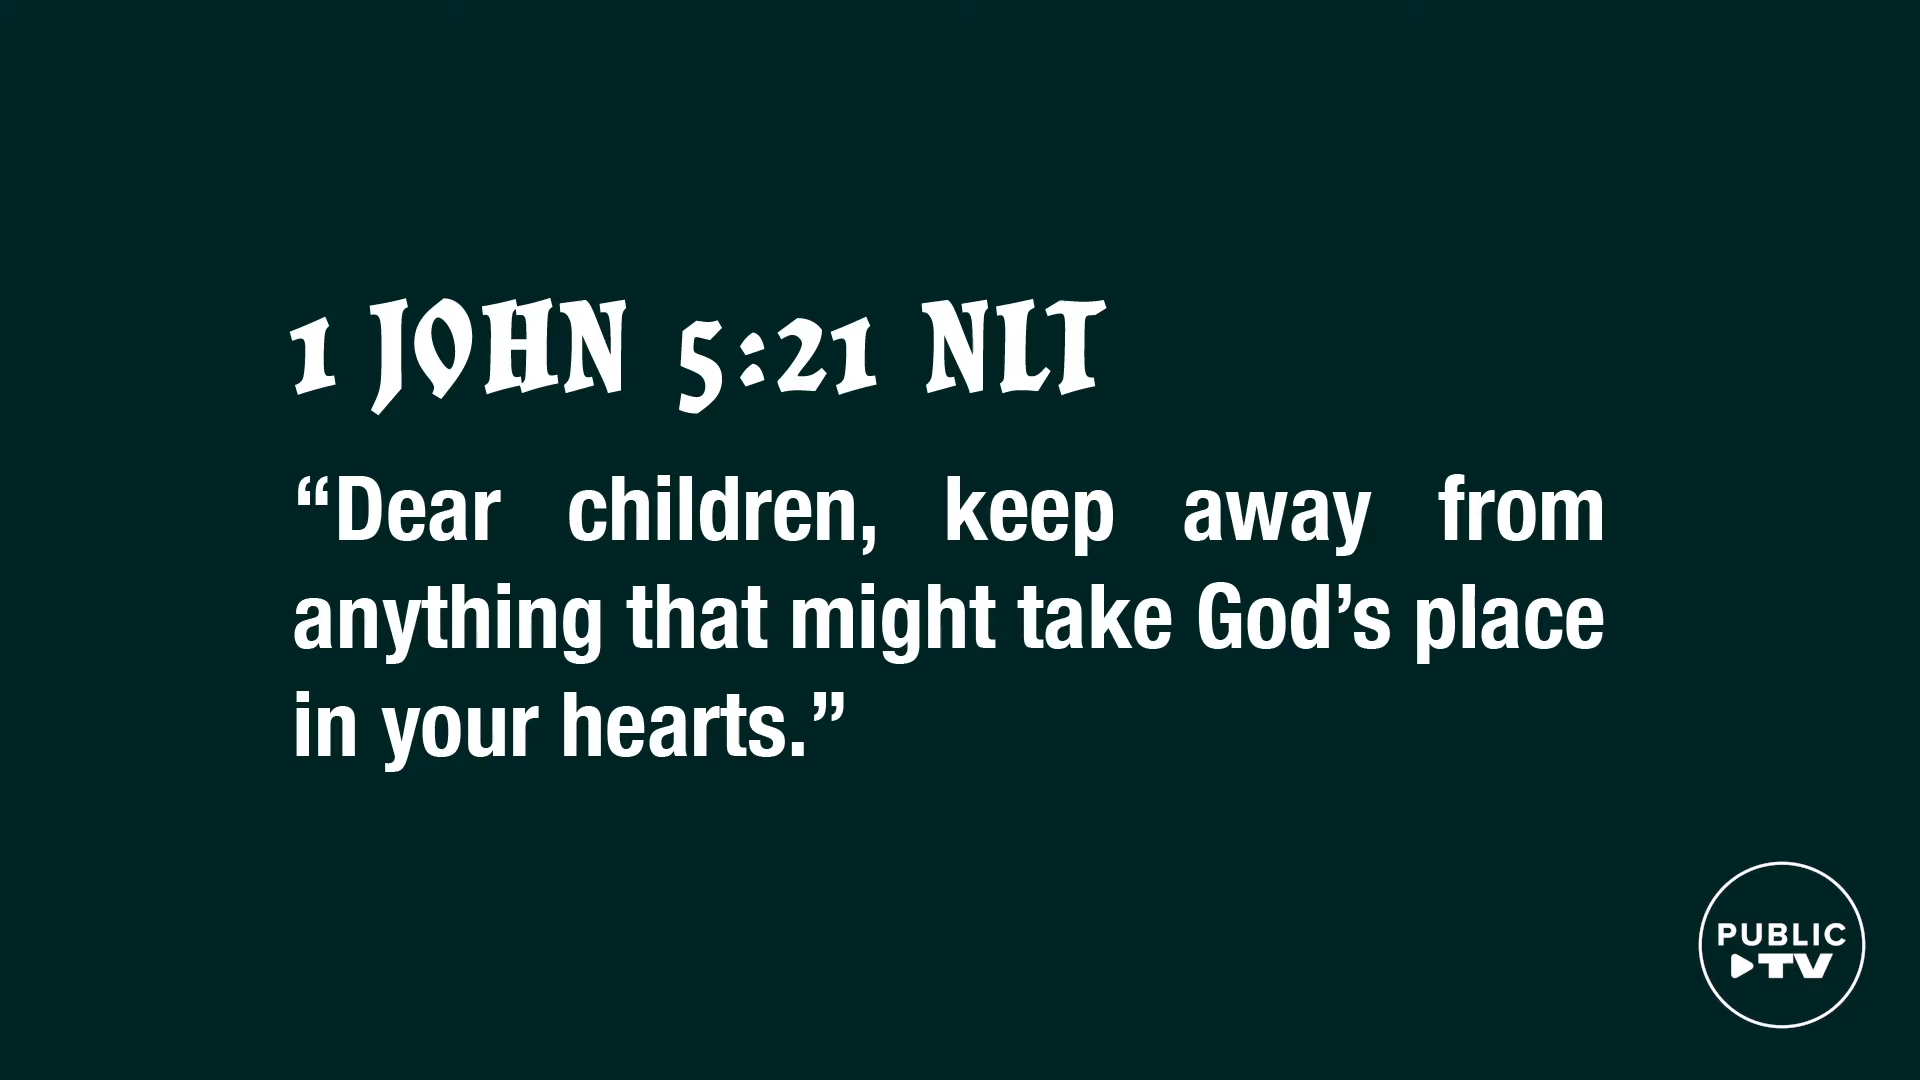 1 JOHN 5:21 NLT
“Dear children, keep away from
anything that might take God’s place
in your hearts.”
PUBLIC
TV